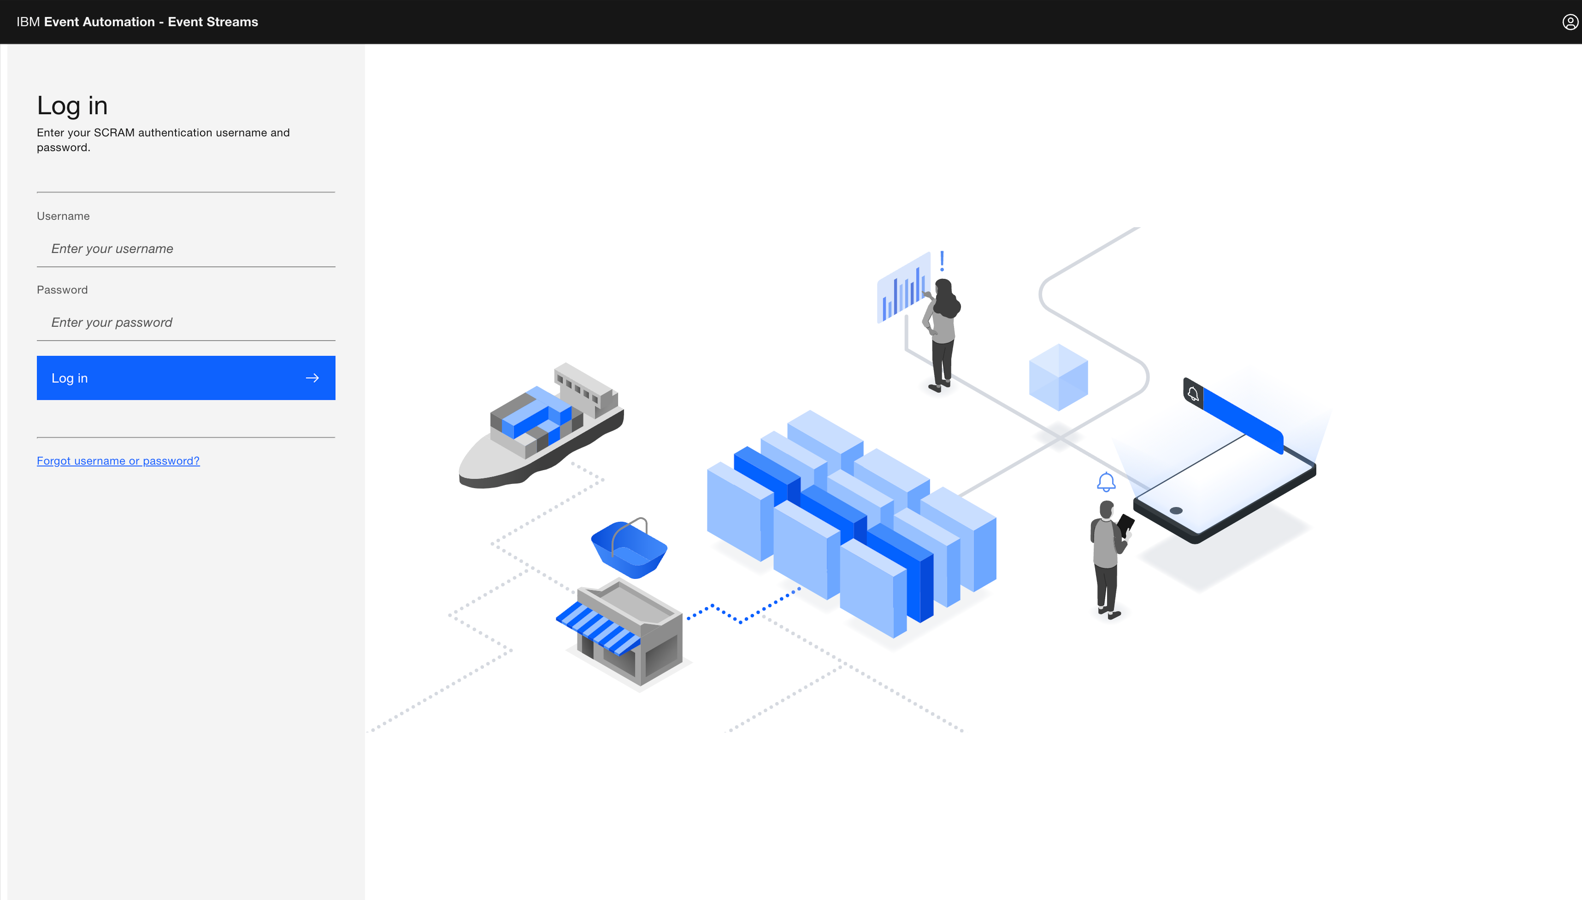 IBM Event Automation - Event Streams
Log in
Enter your SCRAM authentication username and
password.
Username
Enter your username
Password
Enter your password
Log in
Forgot username or password?
!